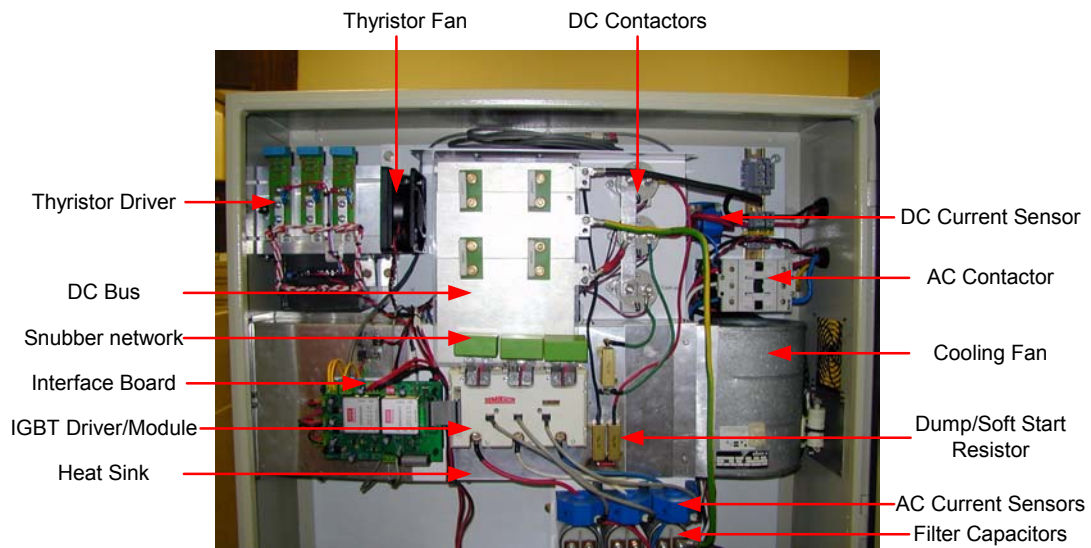 Thyristor Fan
DC Contactors
Thyristor Driver
DC Current Sensor
DC Bus
AC Contactor
Snubber network
Cooling Fan
Interface Board
IGBT Driver/Module
Dump/Soft Start
Resistor
Heat Sink
AC Current Sensors
Filter Capacitors